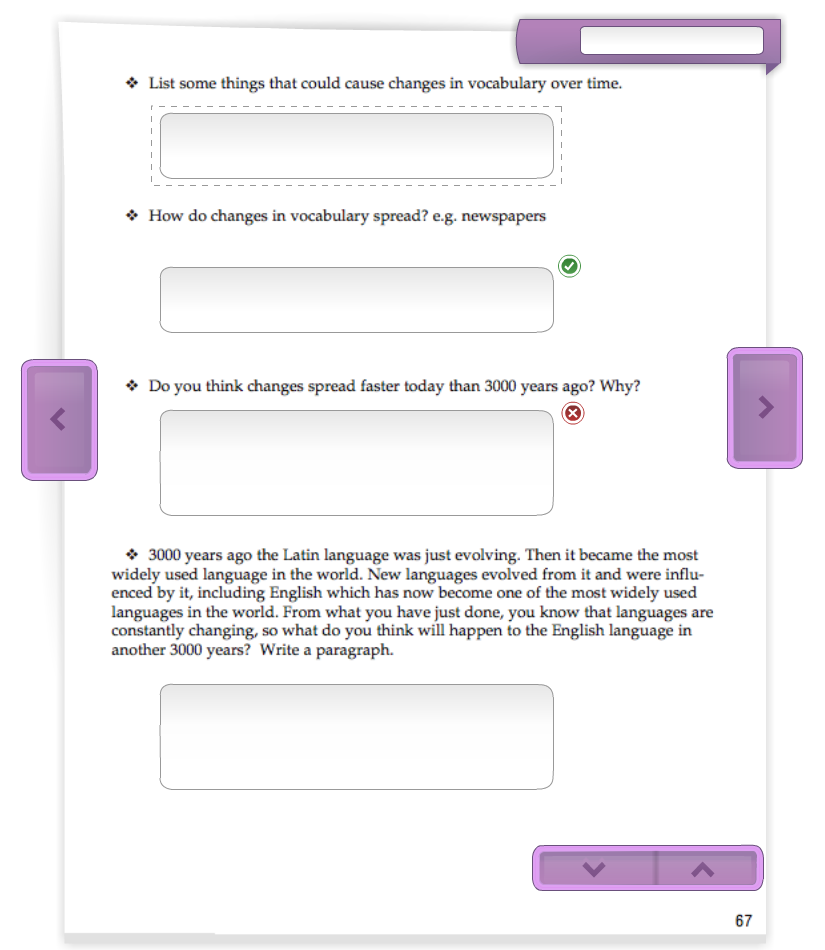 ❖ List some things that could cause changes in vocabulary over time.
❖ How do changes in vocabulary spread? e.g. newspapers
❖ Do you think changes spread faster today than 3000 years ago? Why?
❖ 3000 years ago the Latin language was just evolving. Then it became the most
widely used language in the world. New languages evolved from it and were influ-
enced by it, including English which has now become one of the most widely used
languages in the world. From what you have just done, you know that languages are
constantly changing, so what do you think will happen to the English language in
another 3000 years? Write a paragraph.
67